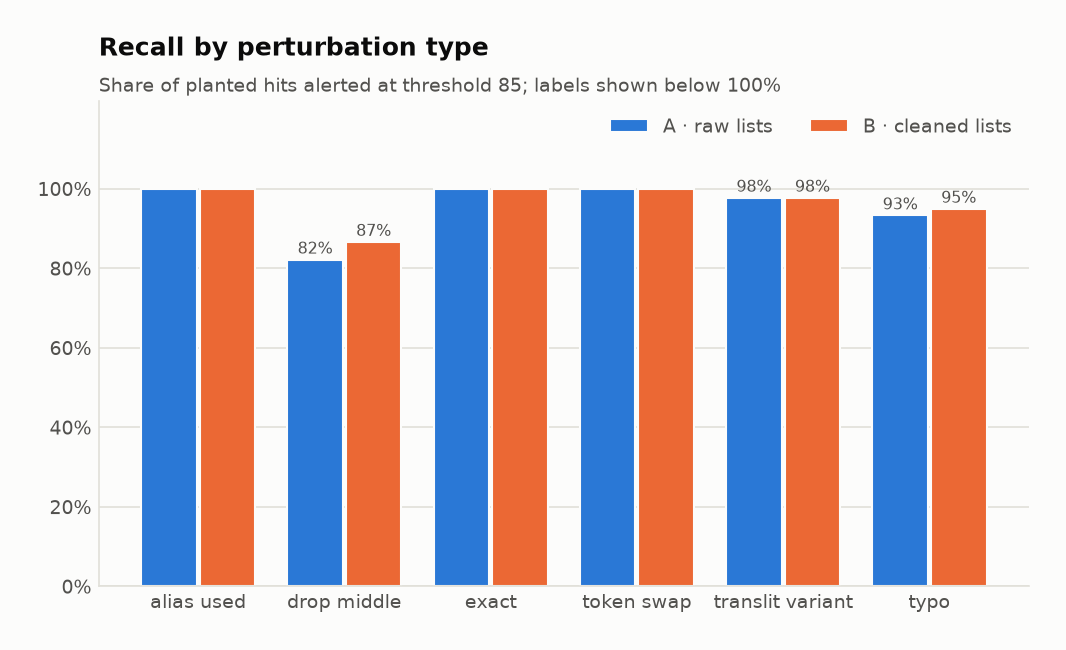 Recall by perturbation type
Share of planted hits alerted at threshold 85; labels shown below 100%
A · raw lists
B · cleaned lists
100%
80%
60%
40%
20%
0%
82%
87%
98%
98%
93%
95%
alias used
drop middle
exact
token swap
translit variant
typo